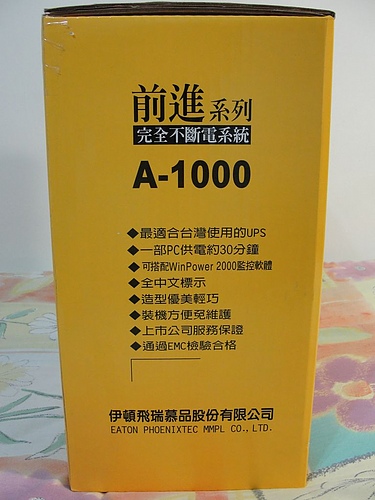 前進系列
完全不斷電系統
A-1000
◆最適合台灣使用的UPS
◆一部PC供電約30分鐘
◆可搭配WinPower 2000監控軟體
◆全中文標示
◆造型優美輕巧
◆裝機方便免維護
◆上市公司服務保證
◆通過EMC檢驗合格
伊頓飛瑞慕品股份有限公司
EATON PHOENIXTEC MMPL CO., LTD.